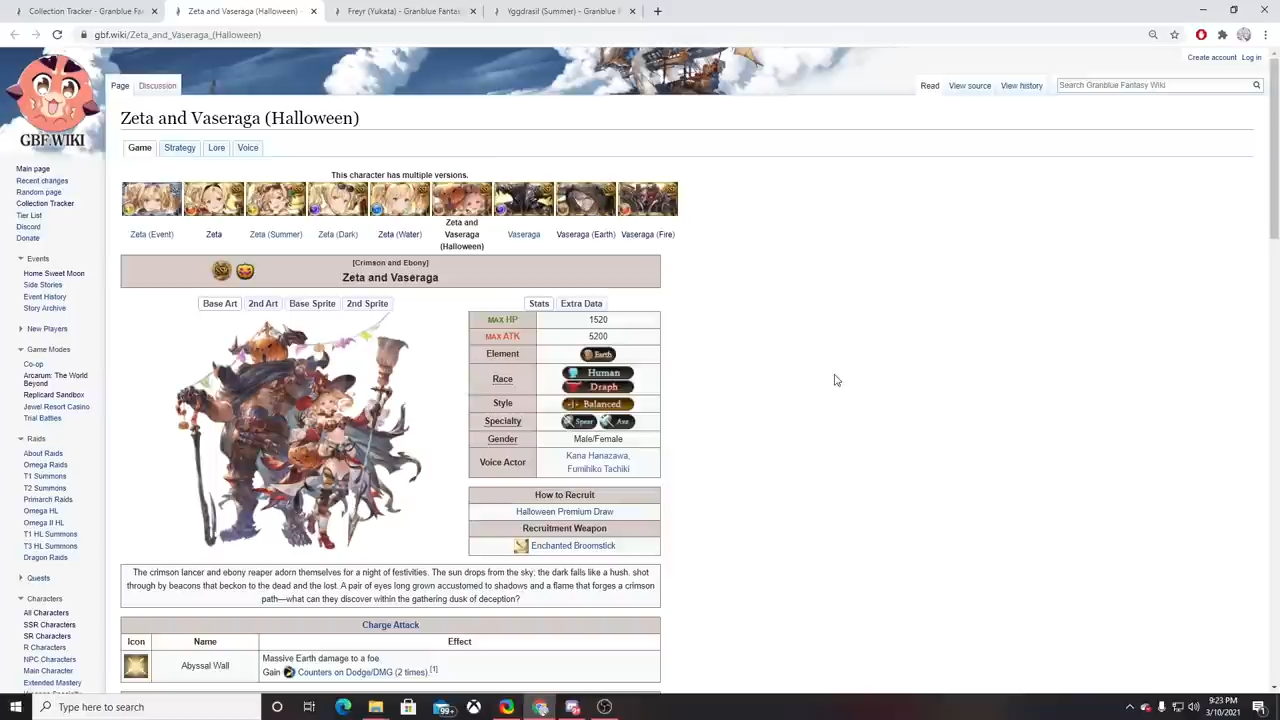 Collection Tracker - Granblue Fa
Zeta and Vaseraga (Halloween) -
Freyr (Yukata) - Granblue Fantas
Yggdrasil (Summer) - Granblue F
gbf.wiki/Zeta_and_Vaseraga_(Halloween)
Create account Log in
Page Discussion
Read View source View history
Search Granblue Fantasy Wiki
GBF.WIKI
Main page
Recent changes
Random page
Collection Tracker
Tier List
Discord
Donate
Events
Home Sweet Moon
Side Stories
Event History
Story Archive
New Players
Game Modes
Co-op
Arcarum: The World
Beyond
Replicard Sandbox
Jewel Resort Casino
Trial Battles
Raids
About Raids
Omega Raids
T1 Summons
T2 Summons
Primarch Raids
Omega HL
Omega II HL
T1 HL Summons
T3 HL Summons
Dragon Raids
Quests
Characters
All Characters
SSR Characters
SR Characters
R Characters
NPC Characters
Main Character
Extended Mastery
Zeta and Vaseraga (Halloween)
Game Strategy Lore Voice
This character has multiple versions.
Zeta (Event)
Zeta
Zeta (Summer)
Zeta (Dark)
Zeta (Water)
Zeta and
Vaseraga
(Halloween)
Vaseraga
Vaseraga (Earth)
Vaseraga (Fire)
[Crimson and Ebony]
Zeta and Vaseraga
Base Art 2nd Art Base Sprite 2nd Sprite
Stats Extra Data
MAX HP 1520
MAX ATK 5200
Element Earth
Race Human
Draph
Style Balanced
Specialty Spear Axe
Gender Male/Female
Voice Actor Kana Hanazawa,
Fumihiko Tachiki
How to Recruit
Halloween Premium Draw
Recruitment Weapon
Enchanted Broomstick
The crimson lancer and ebony reaper adorn themselves for a night of festivities. The sun drops from the sky; the dark falls like a hush. shot
through by beacons that beckon to the dead and the lost. A pair of eyes long grown accustomed to shadows and a flame that forges a crimson
path—what can they discover within the gathering dusk of deception?
Charge Attack
Icon Name Effect
Abyssal Wall
Massive Earth damage to a foe
Gain Counters on Dodge/DMG (2 times).[1]
Type here to search
99+
9:23 PM
3/10/2021